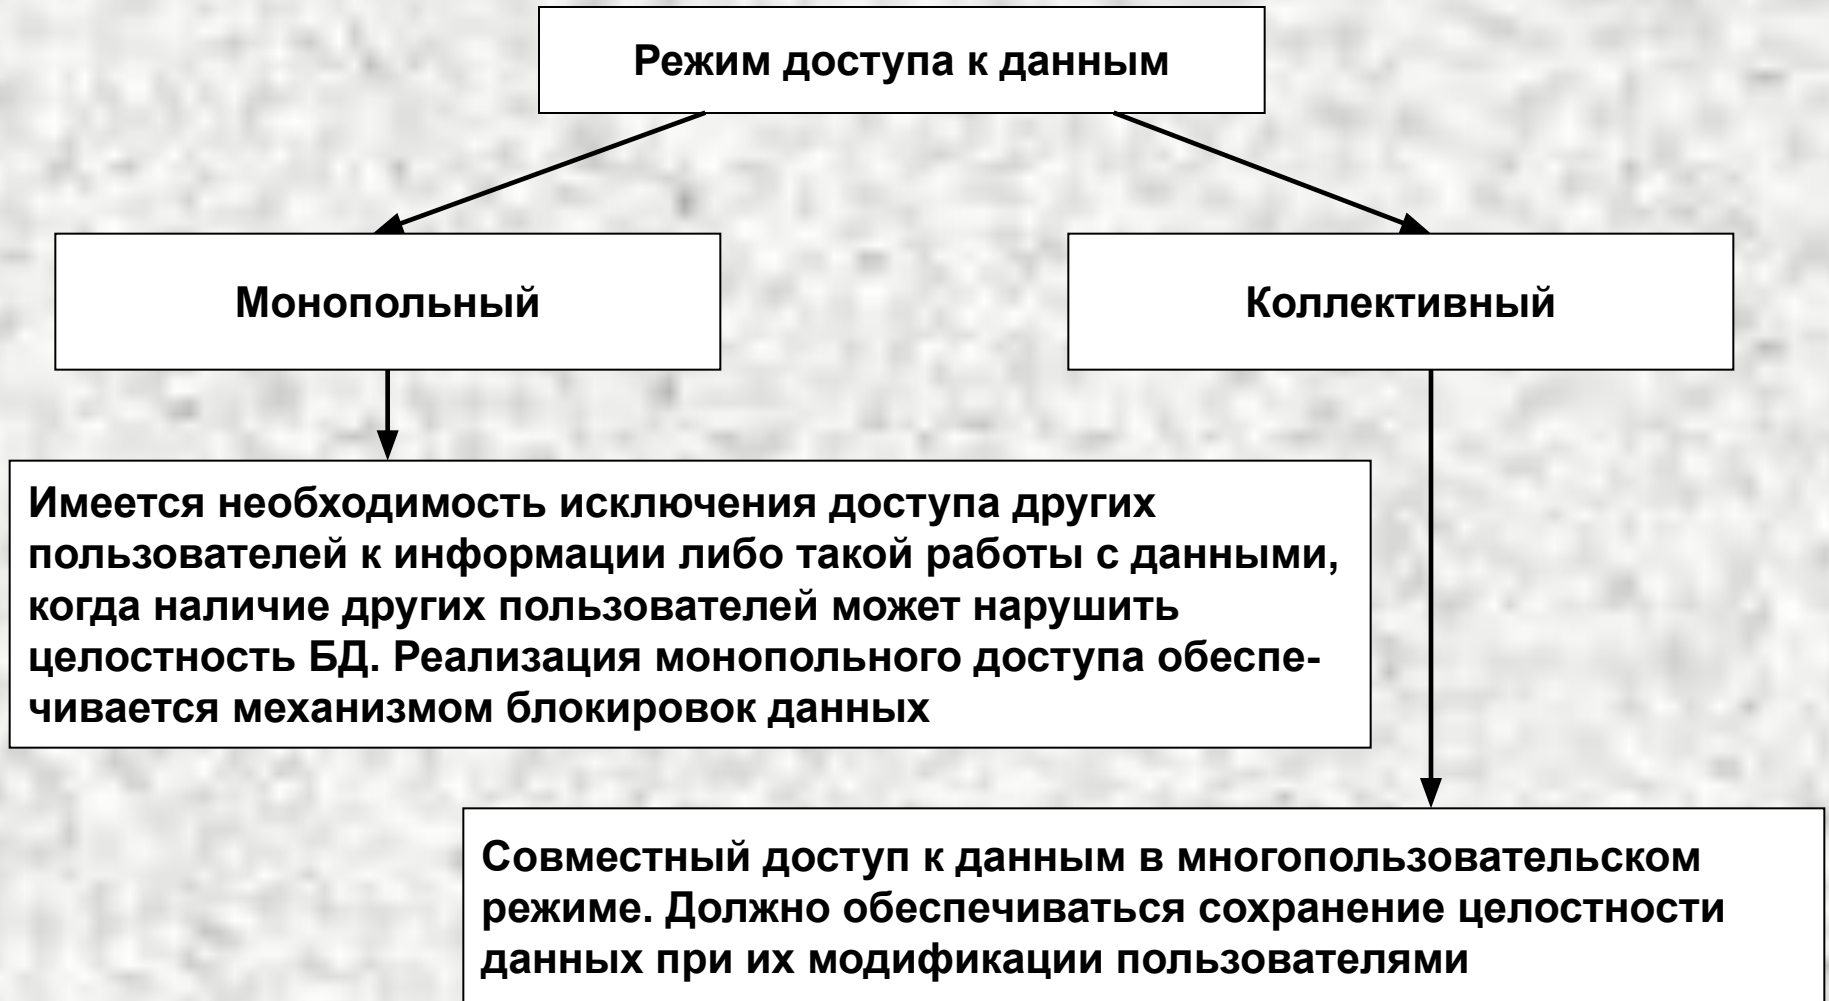 Режим доступа к данным
Монопольный
Коллективный
Имеется необходимость исключения доступа других
пользователей к информации либо такой работы с данными,
когда наличие других пользователей может нарушить
целостность БД. Реализация монопольного доступа обеспе-
чивается механизмом блокировок данных
Совместный доступ к данным в многопользовательском
режиме. Должно обеспечиваться сохранение целостности
данных при их модификации пользователями